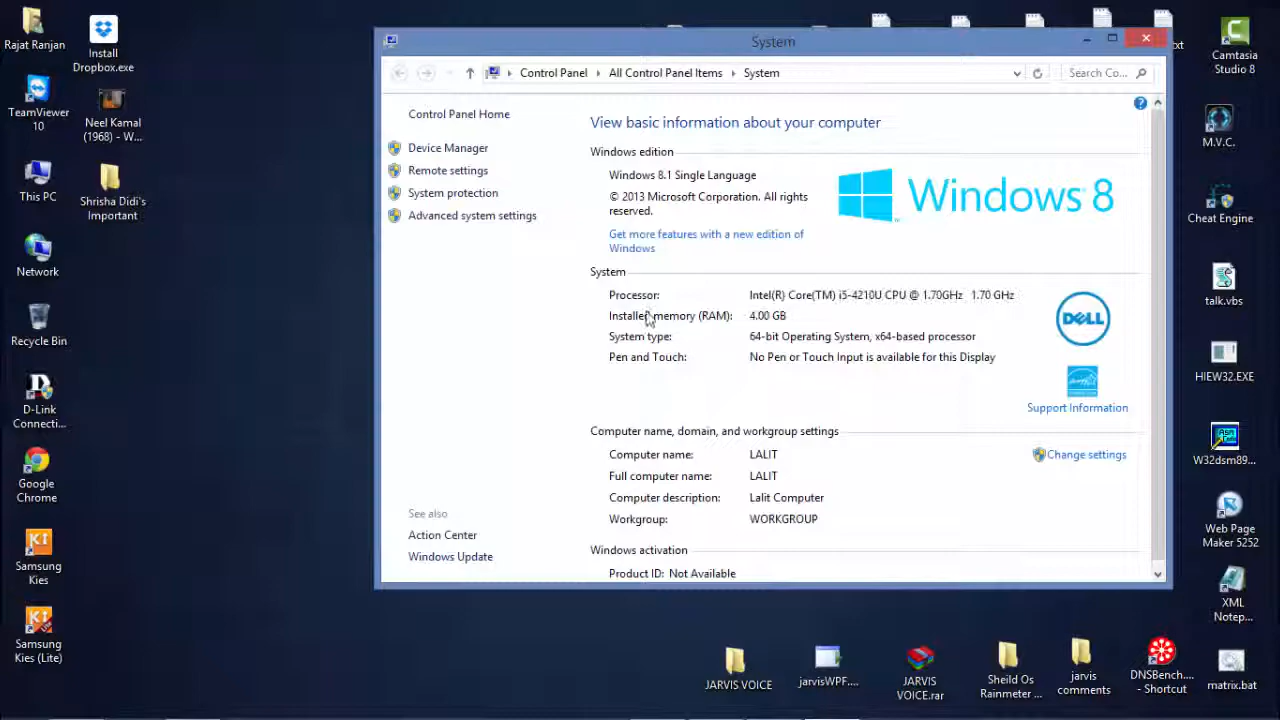 Rajat Ranjan
Install
Dropbox.exe
TeamViewer
10
Neel Kamal
(1968) - W...
This PC
Shrisha Didi's
Important
Network
Recycle Bin
D-Link
Connecti...
Google
Chrome
Samsung
Kies
Samsung
Kies (Lite)
System
Control Panel
All Control Panel Items
System
Search Co...
Control Panel Home
Device Manager
Remote settings
System protection
Advanced system settings
See also
Action Center
Windows Update
View basic information about your computer
Windows edition
Windows 8.1 Single Language
© 2013 Microsoft Corporation. All rights
reserved.
Get more features with a new edition of
Windows
Windows 8
System
Processor: Intel(R) Core(TM) i5-4210U CPU @ 1.70GHz 1.70 GHz
Installed memory (RAM): 4.00 GB
System type: 64-bit Operating System, x64-based processor
Pen and Touch: No Pen or Touch Input is available for this Display
DELL
Support Information
Computer name, domain, and workgroup settings
Computer name: LALIT
Change settings
Full computer name: LALIT
Computer description: Lalit Computer
Workgroup: WORKGROUP
Windows activation
Product ID: Not Available
Camtasia
Studio 8
M.V.C.
Cheat Engine
talk.vbs
HIEW32.EXE
W32dsm89...
Web Page
Maker 5252
XML
Notep...
matrix.bat
JARVIS VOICE
jarvisWPF....
JARVIS
VOICE.rar
Sheild Os
Rainmeter ...
jarvis
comments
DNSBench....
- Shortcut